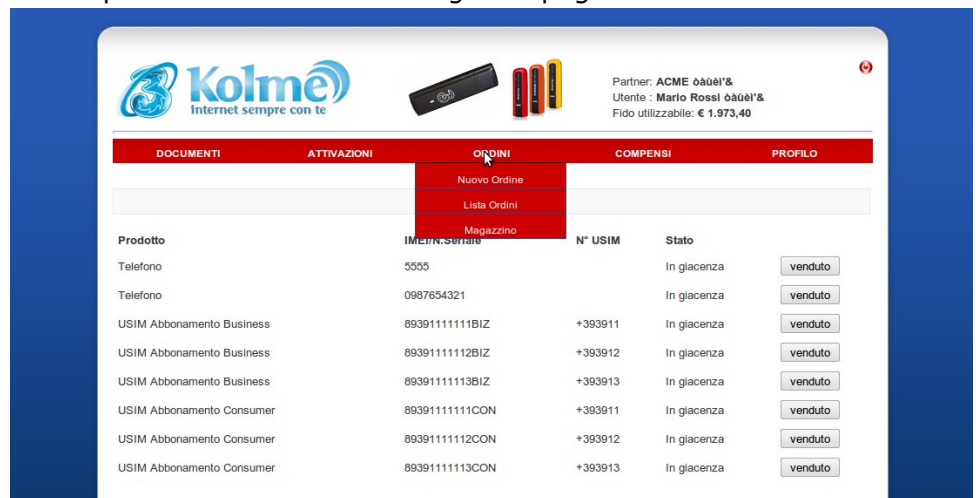 Kolme
Internet sempre con te
Partner: ACME òàùèl'&
Utente : Mario Rossi òàùèl'&
Fido utilizzabile: € 1.973,40
DOCUMENTI ATTIVAZIONI ORDINI COMPENSI PROFILO
Nuovo Ordine
Lista Ordini
Magazzino
Prodotto IMEI/N.Seriale N° USIM Stato
Telefono 5555 In giacenza venduto
Telefono 0987654321 In giacenza venduto
USIM Abbonamento Business 89391111111BIZ +393911 In giacenza venduto
USIM Abbonamento Business 89391111112BIZ +393912 In giacenza venduto
USIM Abbonamento Business 89391111113BIZ +393913 In giacenza venduto
USIM Abbonamento Consumer 89391111111CON +393911 In giacenza venduto
USIM Abbonamento Consumer 89391111112CON +393912 In giacenza venduto
USIM Abbonamento Consumer 89391111113CON +393913 In giacenza venduto